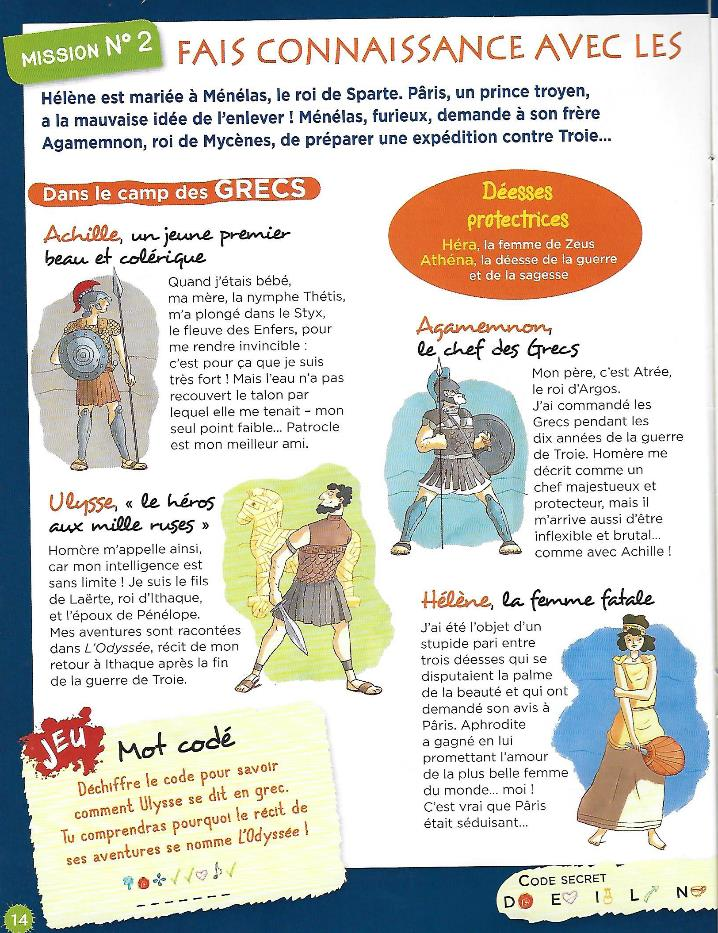 MISSION N° 2
FAIS CONNAISSANCE AVEC LES
Hélène est mariée à Ménélas, le roi de Sparte. Pâris, un prince troyen,
a la mauvaise idée de l'enlever ! Ménélas, furieux, demande à son frère
Agamemnon, roi de Mycènes, de préparer une expédition contre Troie...
Dans le camp des GRECS
Achille, un jeune premier
beau et colérique
Quand j'étais bébé,
ma mère, la nymphe Thétis,
m'a plongé dans le Styx,
le fleuve des Enfers, pour
me rendre invincible :
c'est pour ça que je suis
très fort ! Mais l'eau n'a pas
recouvert le talon par
lequel elle me tenait – mon
seul point faible... Patrocle
est mon meilleur ami.
Ulysse, « le héros
aux mille ruses »
Homère m'appelle ainsi,
car mon intelligence est
sans limite ! Je suis le fils
de Laërte, roi d'Ithaque,
et l'époux de Pénélope.
Mes aventures sont racontées
dans L'Odyssée, récit de mon
retour à Ithaque après la fin
de la guerre de Troie.
Déesses
protectrices
Héra, la femme de Zeus
Athéna, la déesse de la guerre
et de la sagesse
Agamemnon,
le chef des Grecs
Mon père, c'est Atrée,
le roi d'Argos.
J'ai commandé les
Grecs pendant les
dix années de la guerre
de Troie. Homère me
décrit comme un
chef majestueux et
protecteur, mais il
m'arrive aussi d'être
inflexible et brutal...
comme avec Achille !
Hélène, la femme fatale
J'ai été l'objet d'un
stupide pari entre
trois déesses qui se
disputaient la palme
de la beauté et qui ont
demandé son avis à
Pâris. Aphrodite
a gagné en lui
promettant l'amour
de la plus belle femme
du monde... moi !
C'est vrai que Pâris
était séduisant...
JEU
Mot codé
Déchiffre le code pour savoir
comment Ulysse se dit en grec.
Tu comprendras pourquoi le récit de
ses aventures se nomme L'Odyssée !
CODE SECRET
D E I L N
14